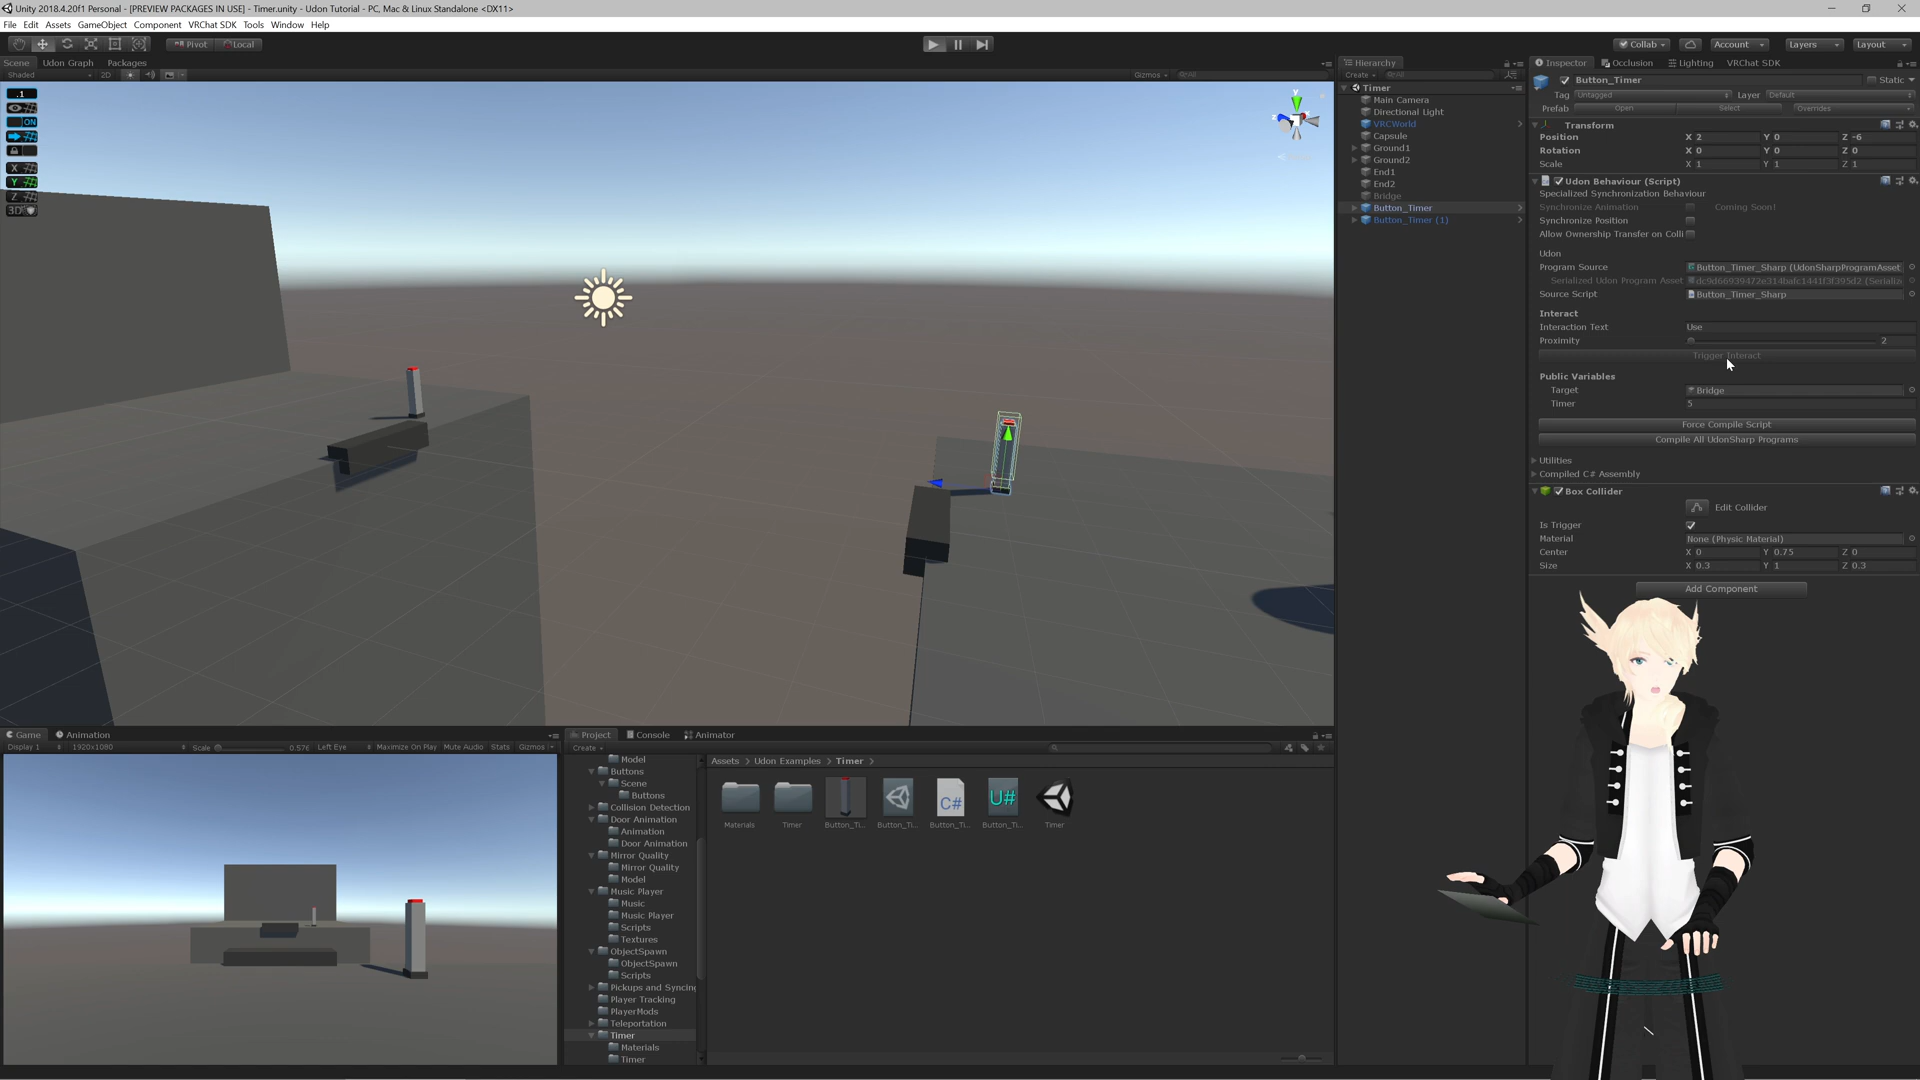 Unity 2018.4.20f1 Personal - [PREVIEW PACKAGES IN USE] - Timer.unity - Udon Tutorial - PC, Mac & Linux Standalone <DX11>
File Edit Assets GameObject Component VRChat SDK Tools Window Help
Pivot Local Collab Account Layers Layout
Scene Udon Graph Packages
Shaded 2D Gizmos All
.1
ON
X
Y
Z
3D
y
Hierarchy
Create All
Timer
Main Camera
Directional Light
VRCWorld
Capsule
Ground1
Ground2
End1
End2
Bridge
Button_Timer
Button_Timer (1)
Inspector Occlusion Lighting VRChat SDK
Button_Timer Static
Tag Untagged Layer Default
Prefab Open Select Overrides
Transform
Position X 2 Y 0 Z -6
Rotation X 0 Y 0 Z 0
Scale X 1 Y 1 Z 1
Udon Behaviour (Script)
Specialized Synchronization Behaviour
Synchronize Animation Coming Soon!
Synchronize Position
Allow Ownership Transfer on Colli
Udon
Program Source Button_Timer_Sharp (UdonSharpProgramAsset
Serialized Udon Program Asset
Source Script Button_Timer_Sharp
Interact
Interaction Text Use
Proximity 2
Trigger Interact
Public Variables
Target Bridge
Timer 5
Force Compile Script
Compile All UdonSharp Programs
Utilities
Compiled C# Assembly
Box Collider
Edit Collider
Is Trigger
Material None (Physic Material)
Center X 0 Y 0.75 Z 0
Size X 0.3 Y 1 Z 0.3
Add Component
Game Animation
Display 1 1920x1080 Scale 0.576 Left Eye Maximize On Play Mute Audio Stats Gizmos
Project Console Animator
Create
Model
Buttons
Scene
Buttons
Collision Detection
Door Animation
Animation
Door Animation
Mirror Quality
Mirror Quality
Model
Music Player
Music
Music Player
Scripts
Textures
ObjectSpawn
ObjectSpawn
Scripts
Pickups and Syncing
Player Tracking
PlayerMods
Teleportation
Timer
Materials
Timer
Assets > Udon Examples > Timer >
C# U#
Materials Timer Button_Ti... Button_Ti... Button_Ti... Button_Ti... Timer